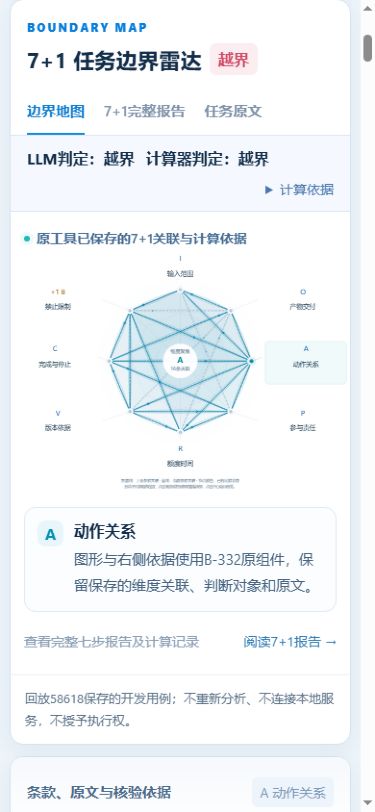 BOUNDARY MAP
7+1 任务边界雷达 越界
边界地图 7+1完整报告 任务原文
LLM判定：越界 计算器判定：越界
▶ 计算依据
原工具已保存的7+1关联与计算依据
I
输入范围
禁止限制
O
产物交付
C
完成与停止
A
A
动作关系
V
版本依据
P
参与责任
R
额度时间
A 动作关系
图形与右侧依据使用B-332原组件，保
留保存的维度关联、判断对象和原文。
查看完整七步报告及计算记录 阅读7+1报告 →
回放58618保存的开发用例；不重新分析、不连接本地服
务，不授予执行权。
条款、原文与核验依据 A 动作关系